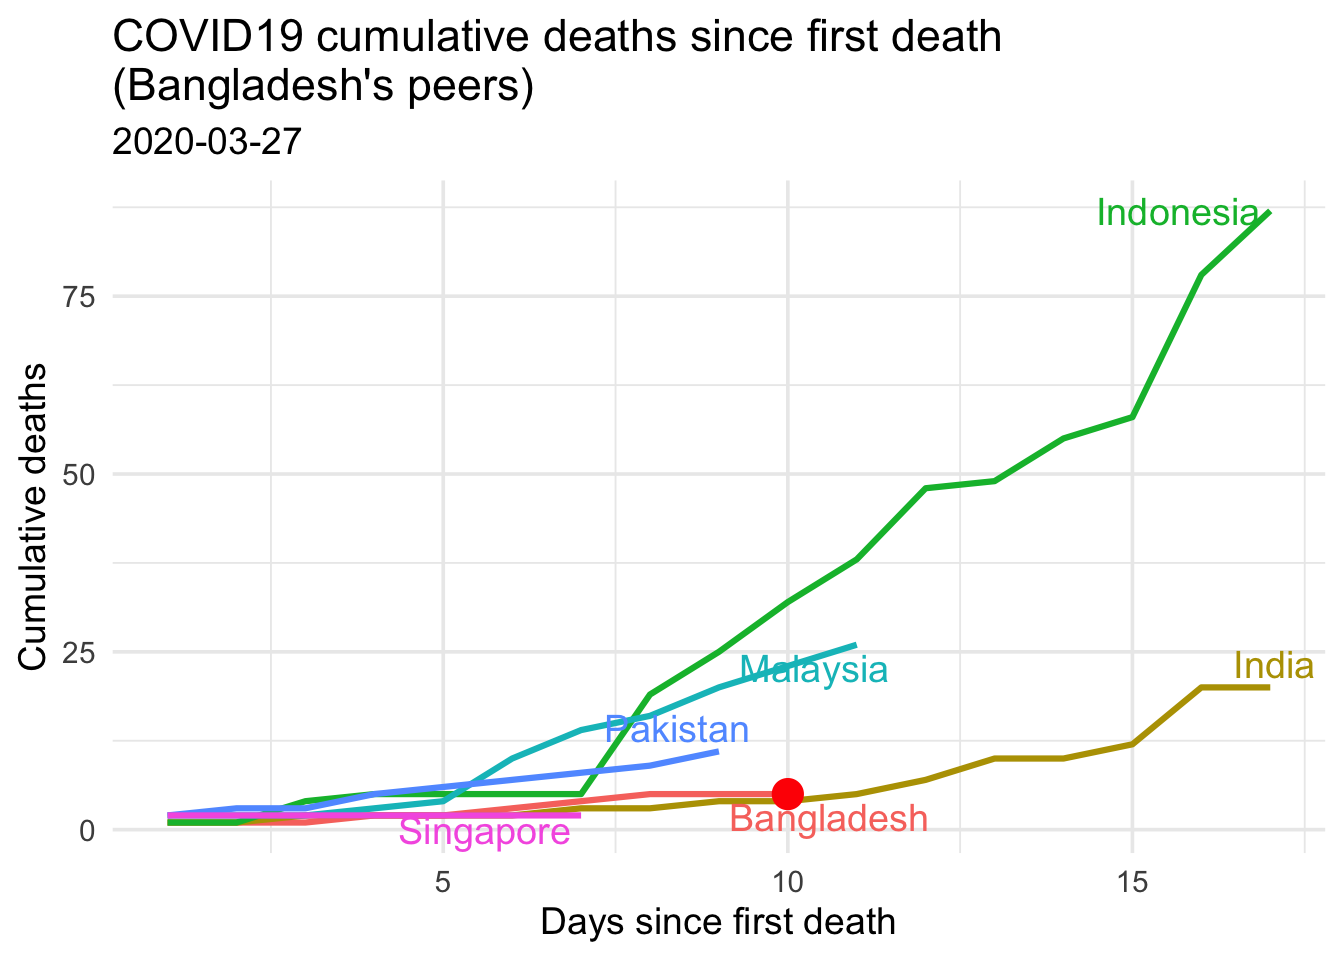 COVID19 cumulative deaths since first death
(Bangladesh's peers)
2020-03-27
Indonesia
75
50
25
0
Malaysia
India
Pakistan
Bangladesh
Singapore
5
10
15
Days since first death
Cumulative deaths